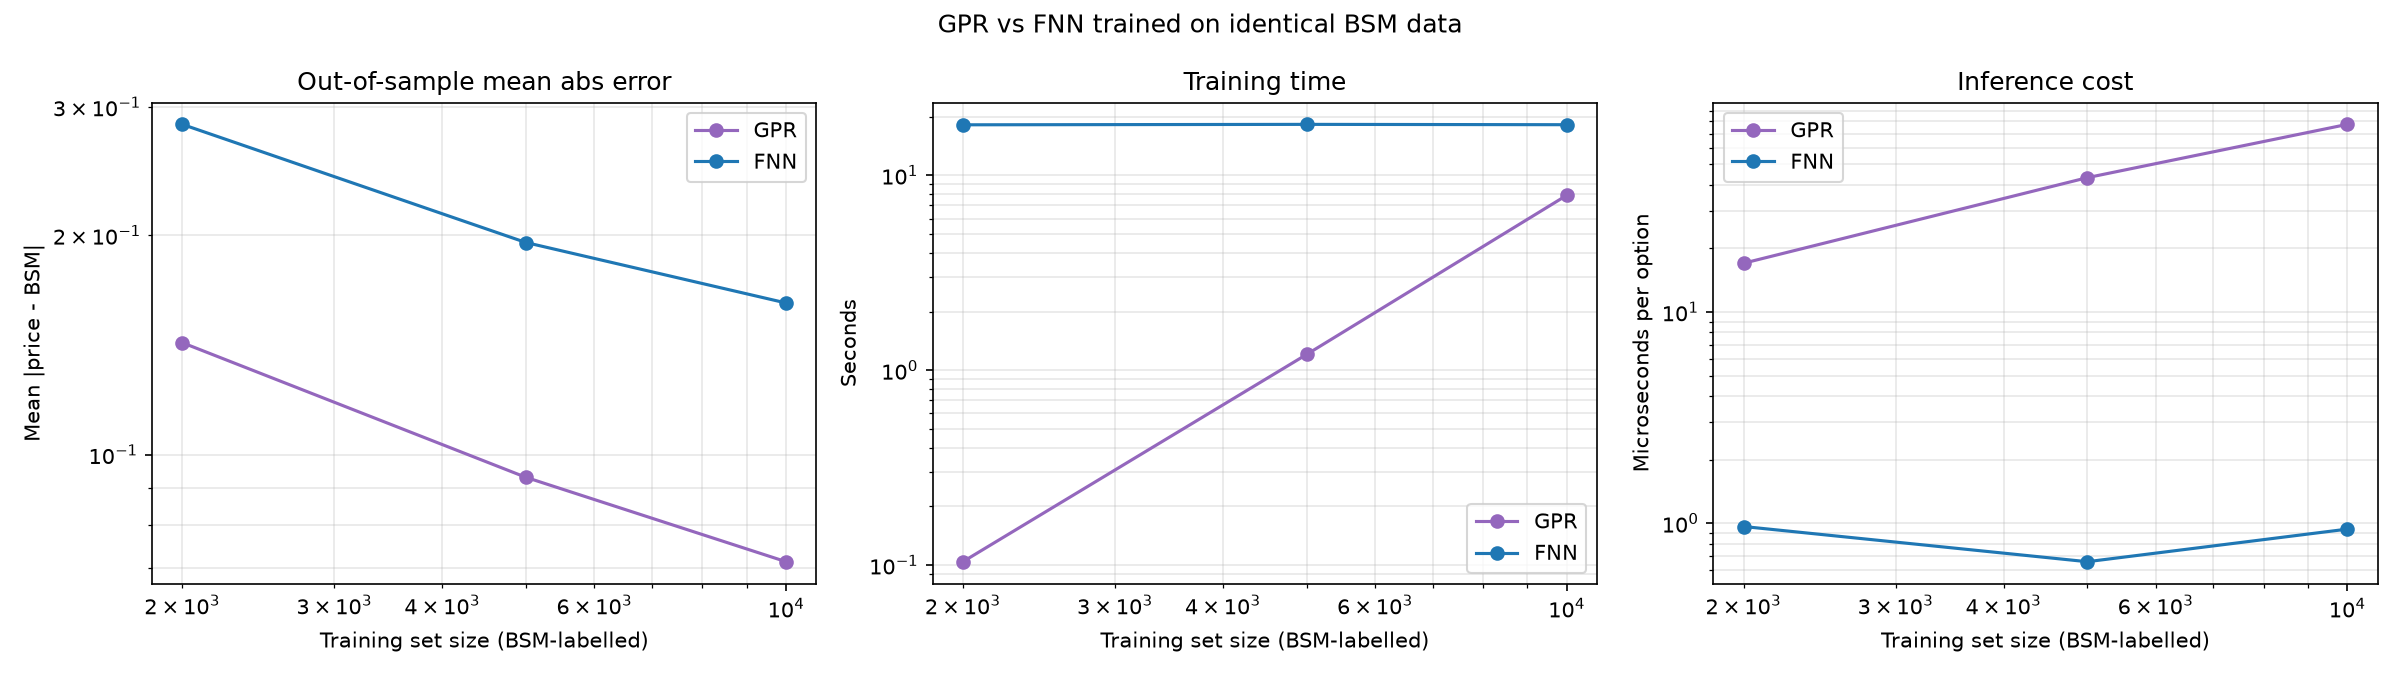 GPR vs FNN trained on identical BSM data
Out-of-sample mean abs error
3 × 10⁻¹
2 × 10⁻¹
10⁻¹
Mean |price - BSM|
GPR
FNN
2 × 10³ 3 × 10³ 4 × 10³ 6 × 10³ 10⁴
Training set size (BSM-labelled)
Training time
10¹
10⁰
10⁻¹
Seconds
GPR
FNN
2 × 10³ 3 × 10³ 4 × 10³ 6 × 10³ 10⁴
Training set size (BSM-labelled)
Inference cost
GPR
FNN
10¹
10⁰
Microseconds per option
2 × 10³ 3 × 10³ 4 × 10³ 6 × 10³ 10⁴
Training set size (BSM-labelled)